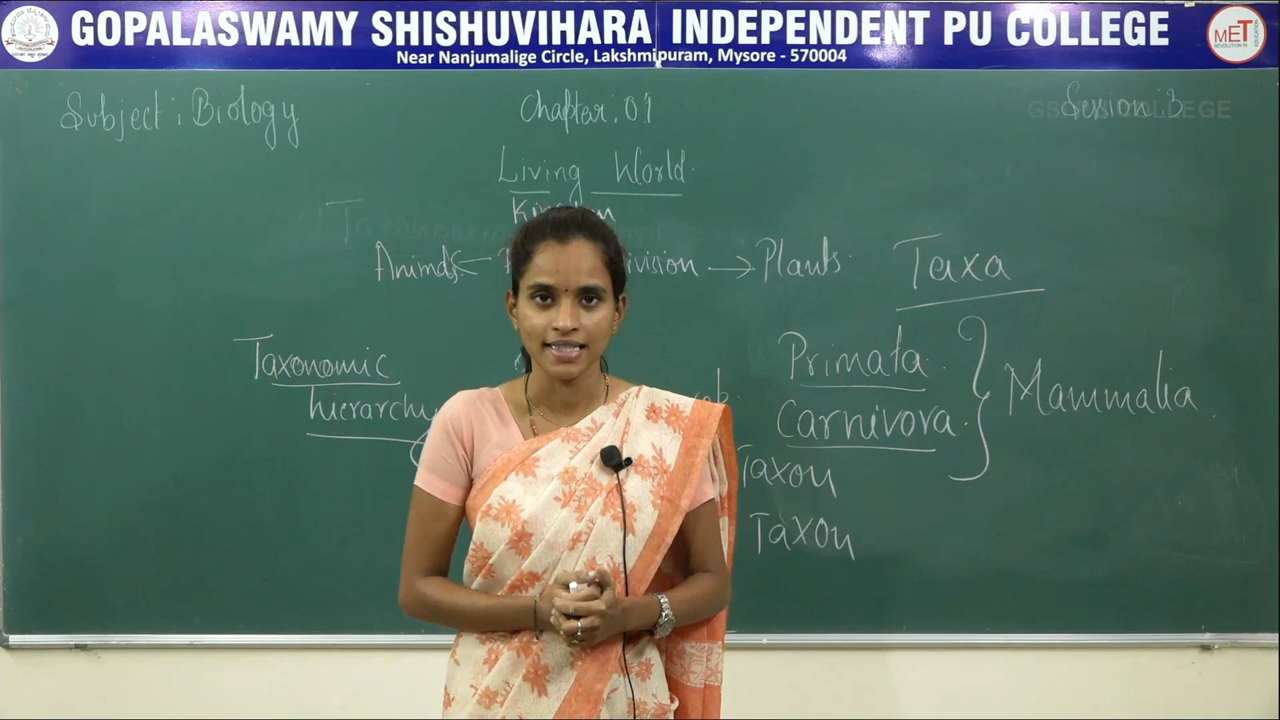 GOPALASWAMY SHISHUVIHARA INDEPENDENT PU COLLEGE
Near Nanjumalige Circle, Lakshmipuram, Mysore - 570004
MET
Subject : Biology
Chapter : 01
Session : 3
Living World
Animals
Plants
Taxa
Taxonomic
hierarchy
Primata
Carnivora
Mammalia
Taxon
Taxon